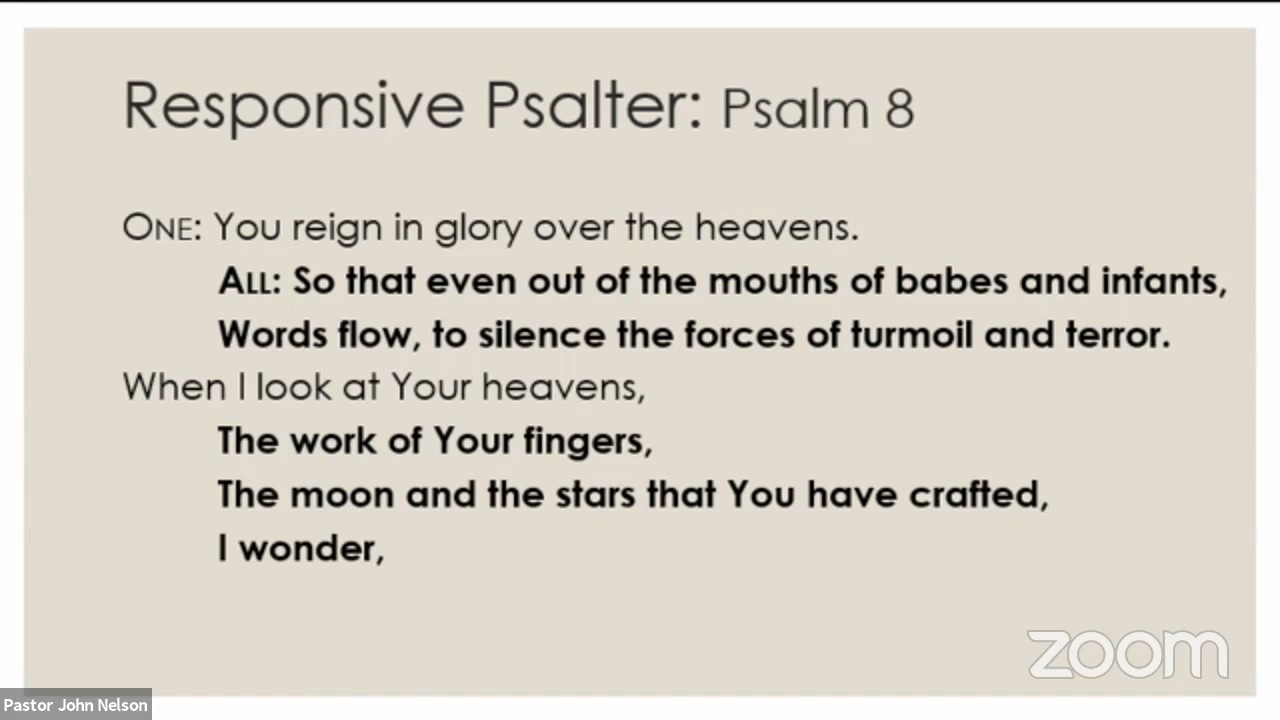 Responsive Psalter: Psalm 8
ONE: You reign in glory over the heavens.
ALL: So that even out of the mouths of babes and infants,
Words flow, to silence the forces of turmoil and terror.
When I look at Your heavens,
The work of Your fingers,
The moon and the stars that You have crafted,
I wonder,
zoom
Pastor John Nelson